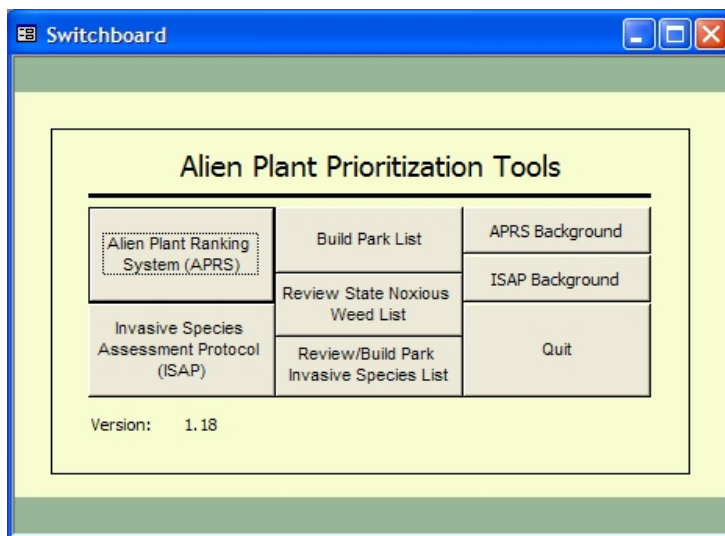 Switchboard
Alien Plant Prioritization Tools
Alien Plant Ranking
System (APRS)
Invasive Species
Assessment Protocol
(ISAP)
Build Park List
Review State Noxious
Weed List
Review/Build Park
Invasive Species List
APRS Background
ISAP Background
Quit
Version: 1.18